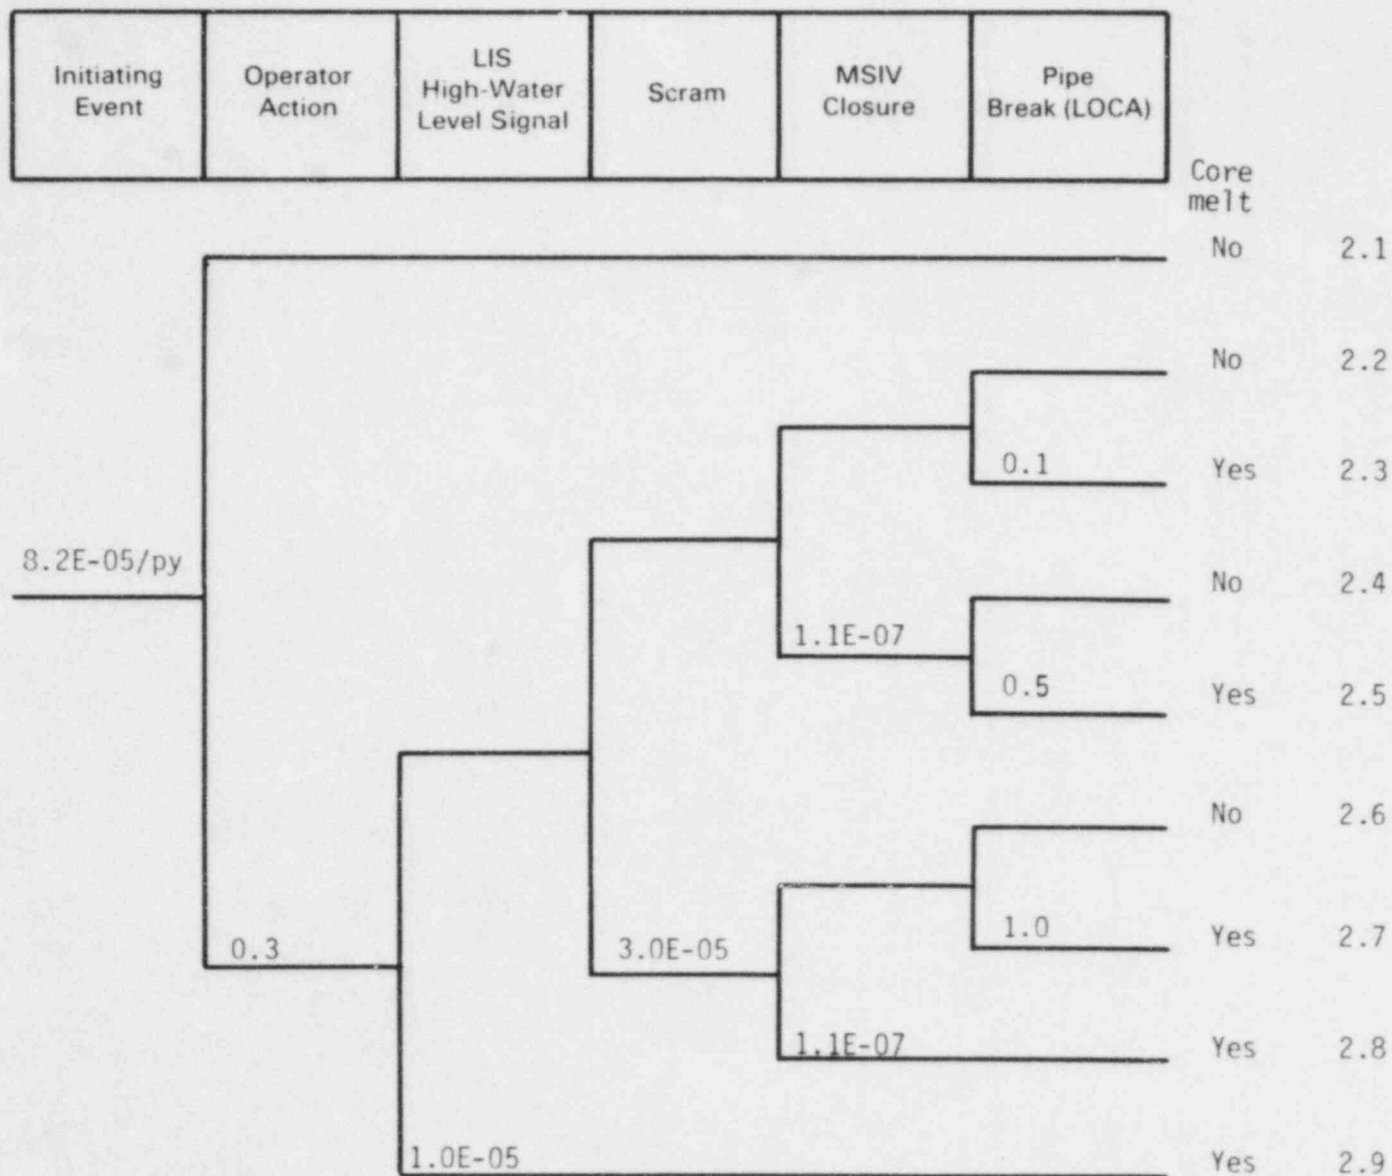 Initiating
Event
Operator
Action
LIS
High-Water
Level Signal
Scram
MSIV
Closure
Pipe
Break (LOCA)
Core
melt
No 2.1
No 2.2
0.1
Yes 2.3
8.2E-05/py
No 2.4
1.1E-07
0.5
Yes 2.5
No 2.6
1.0
0.3
3.0E-05
Yes 2.7
1.1E-07
Yes 2.8
1.0E-05
Yes 2.9